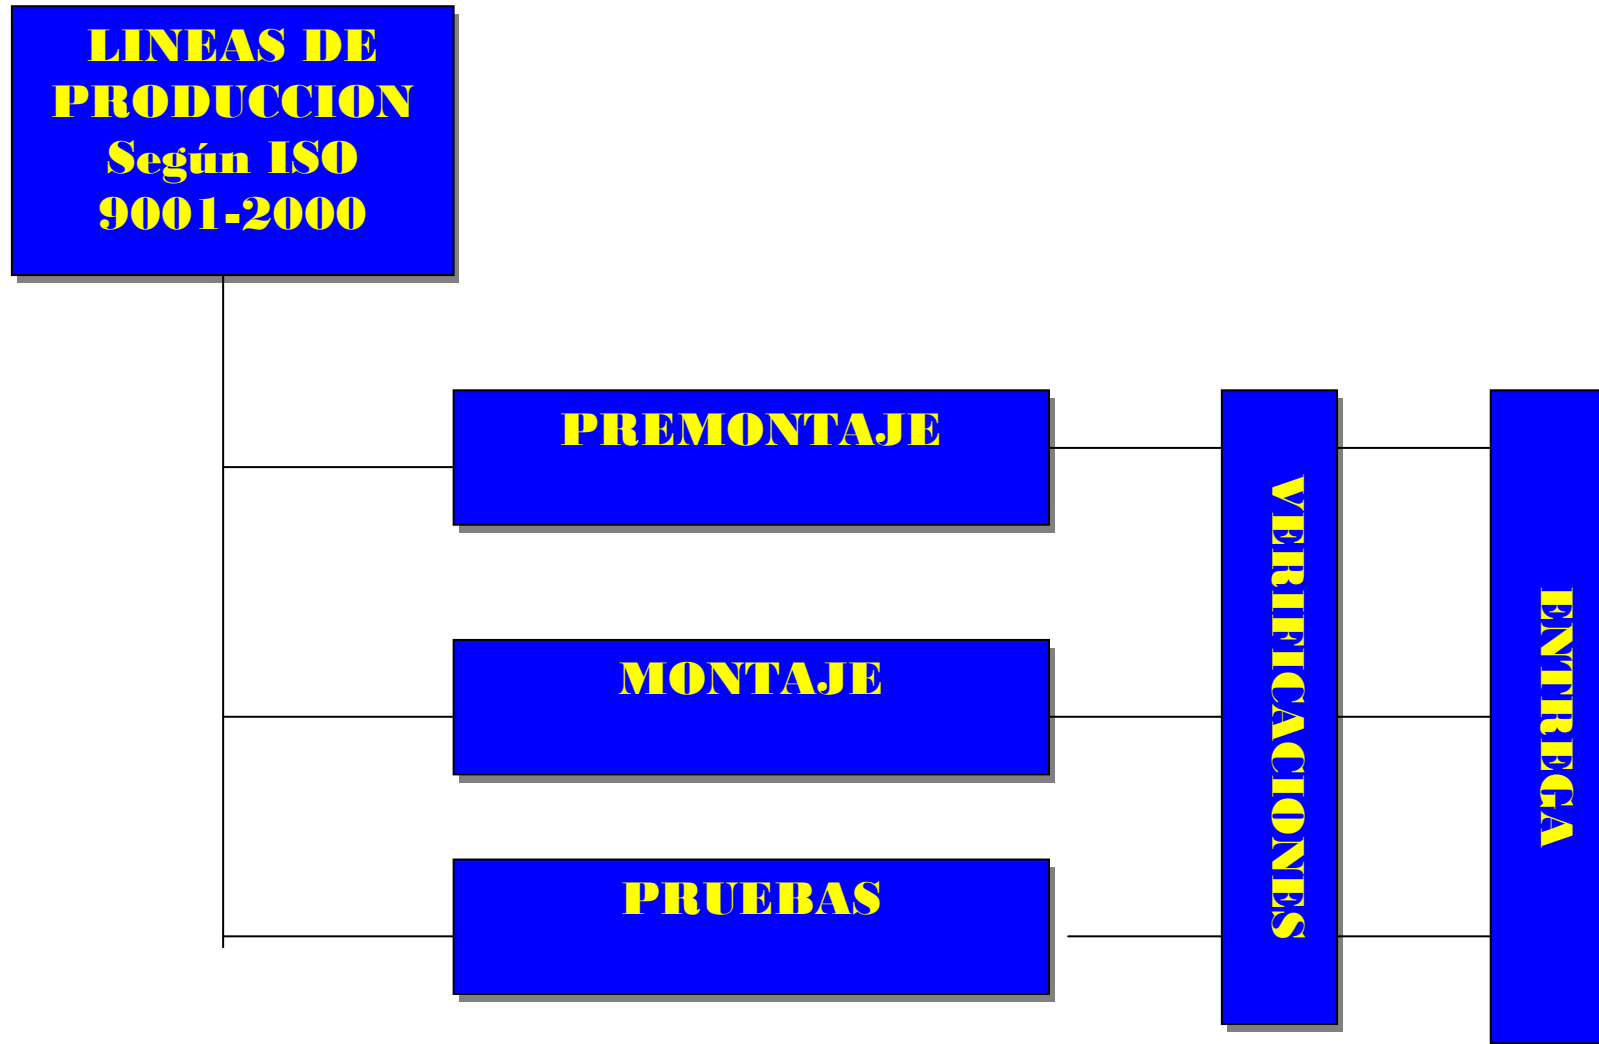 LINEAS DE
PRODUCCION
Según ISO
9001-2000
PREMONTAJE
MONTAJE
PRUEBAS
VERIFICACIONES
ENTREGA